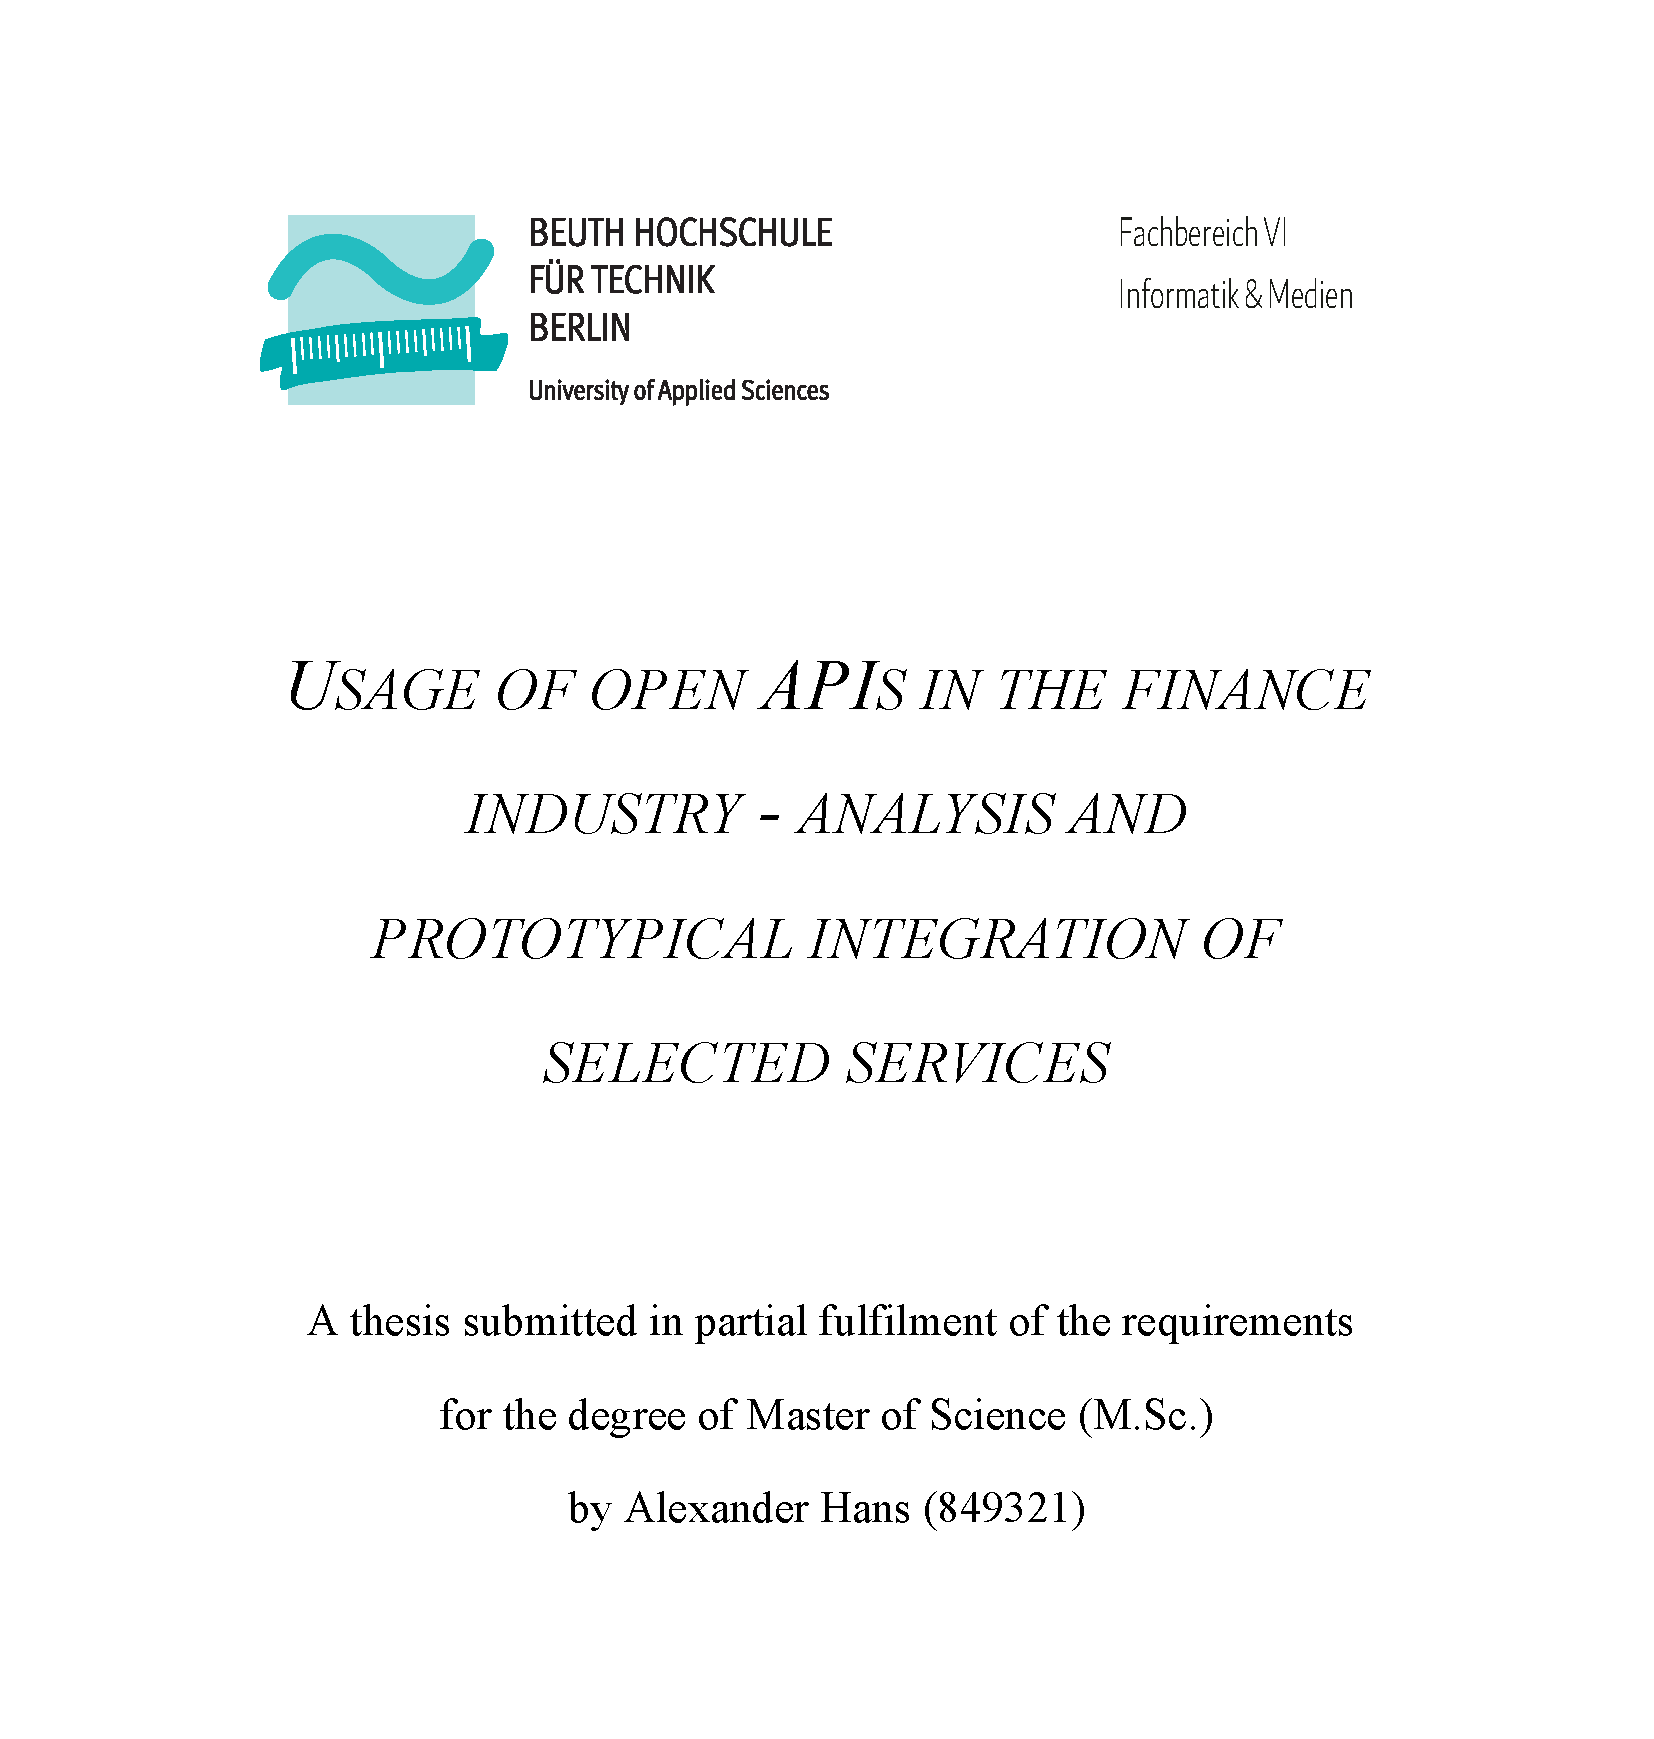 BEUTH HOCHSCHULE
FÜR TECHNIK
BERLIN
University of Applied Sciences
Fachbereich VI
Informatik & Medien
USAGE OF OPEN APIS IN THE FINANCE
INDUSTRY - ANALYSIS AND
PROTOTYPICAL INTEGRATION OF
SELECTED SERVICES
A thesis submitted in partial fulfilment of the requirements
for the degree of Master of Science (M.Sc.)
by Alexander Hans (849321)